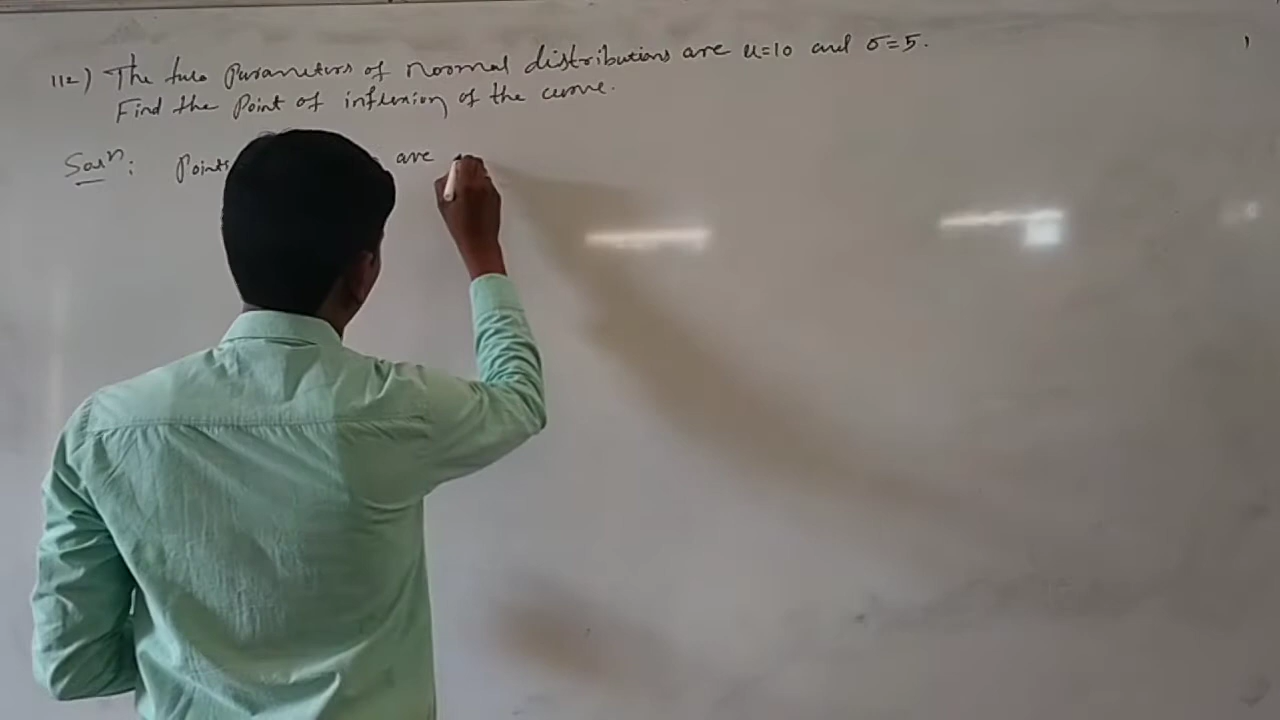 112) The two Parameters of normal distributions are u=10 and σ=5.
Find the Point of inflexion of the curve.
Solⁿ: Points are